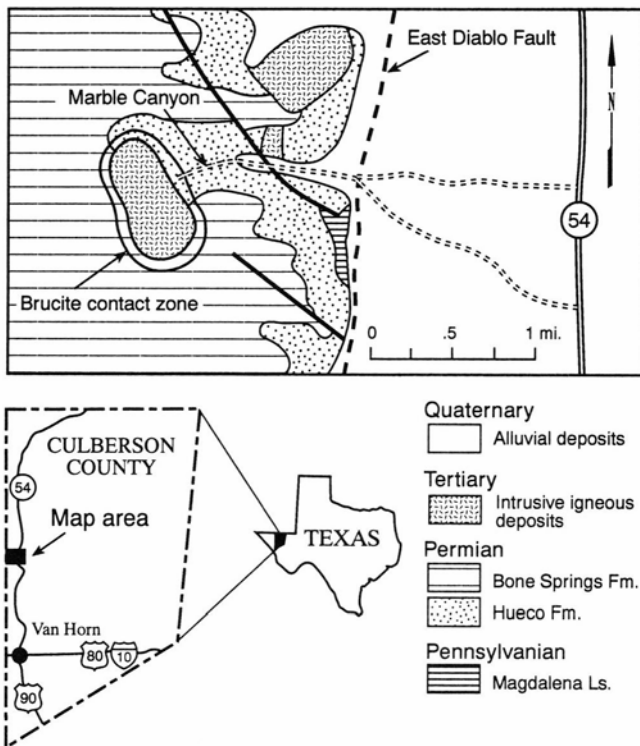 East Diablo Fault
Marble Canyon
N
54
Brucite contact zone
0 .5 1 mi.
CULBERSON
COUNTY
54
Map area
TEXAS
Van Horn
80 10
90
Quaternary
Alluvial deposits
Tertiary
Intrusive igneous
deposits
Permian
Bone Springs Fm.
Hueco Fm.
Pennsylvanian
Magdalena Ls.